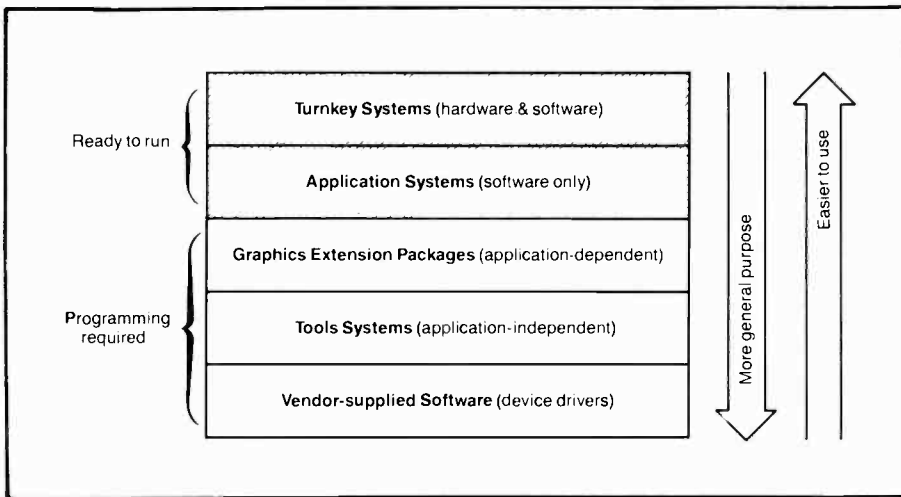 Turnkey Systems (hardware & software)
Ready to run
Application Systems (software only)
Graphics Extension Packages (application-dependent)
Programming
required
Tools Systems (application-independent)
Vendor-supplied Software (device drivers)
More general purpose
Easier to use